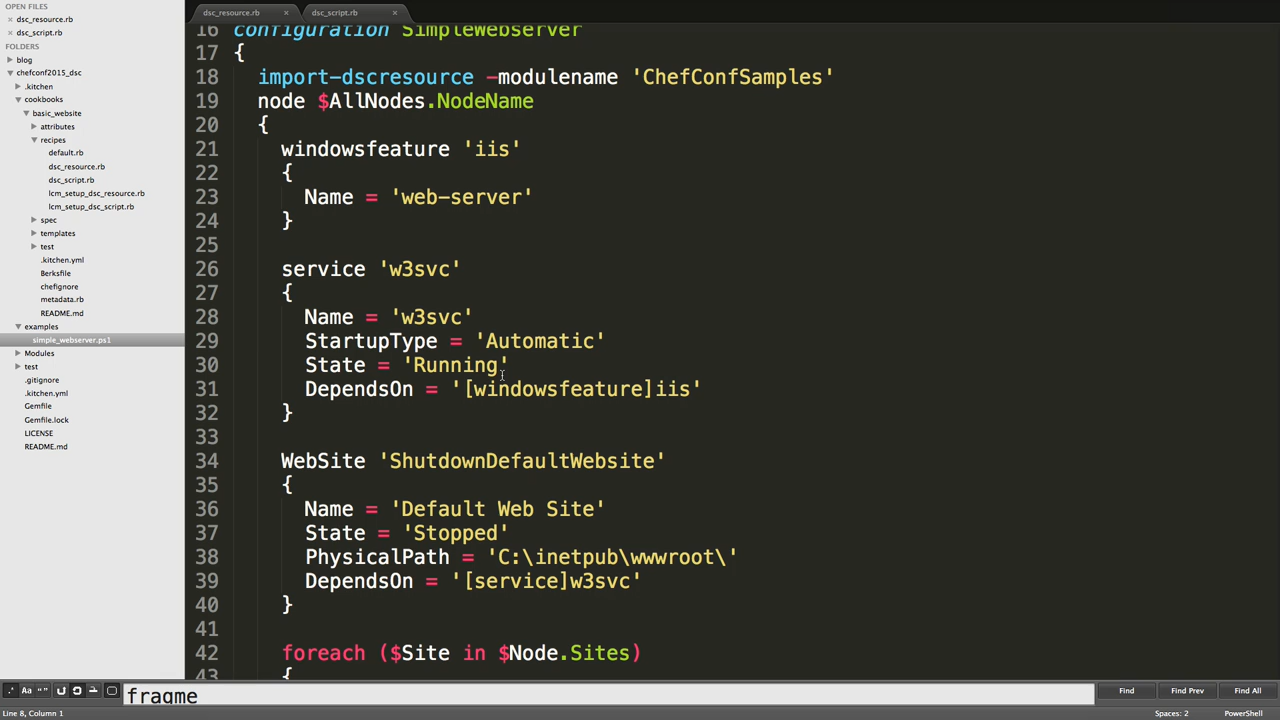 OPEN FILES
× dsc_resource.rb
× dsc_script.rb
FOLDERS
blog
chefconf2015_dsc
.kitchen
cookbooks
basic_website
attributes
recipes
default.rb
dsc_resource.rb
dsc_script.rb
lcm_setup_dsc_resource.rb
lcm_setup_dsc_script.rb
spec
templates
test
.kitchen.yml
Berksfile
chefignore
metadata.rb
README.md
examples
simple_webserver.ps1
Modules
test
.gitignore
.kitchen.yml
Gemfile
Gemfile.lock
LICENSE
README.md
dsc_resource.rb × dsc_script.rb ×
16 configuration SimpleWebserver
17 {
18 import-dscresource -modulename 'ChefConfSamples'
19 node $AllNodes.NodeName
20 {
21 windowsfeature 'iis'
22 {
23 Name = 'web-server'
24 }
25
26 service 'w3svc'
27 {
28 Name = 'w3svc'
29 StartupType = 'Automatic'
30 State = 'Running'
31 DependsOn = '[windowsfeature]iis'
32 }
33
34 WebSite 'ShutdownDefaultWebsite'
35 {
36 Name = 'Default Web Site'
37 State = 'Stopped'
38 PhysicalPath = 'C:\inetpub\wwwroot\'
39 DependsOn = '[service]w3svc'
40 }
41
42 foreach ($Site in $Node.Sites)
43 {
.* Aa "" fragme Find Find Prev Find All
Line 8, Column 1 Spaces: 2 PowerShell